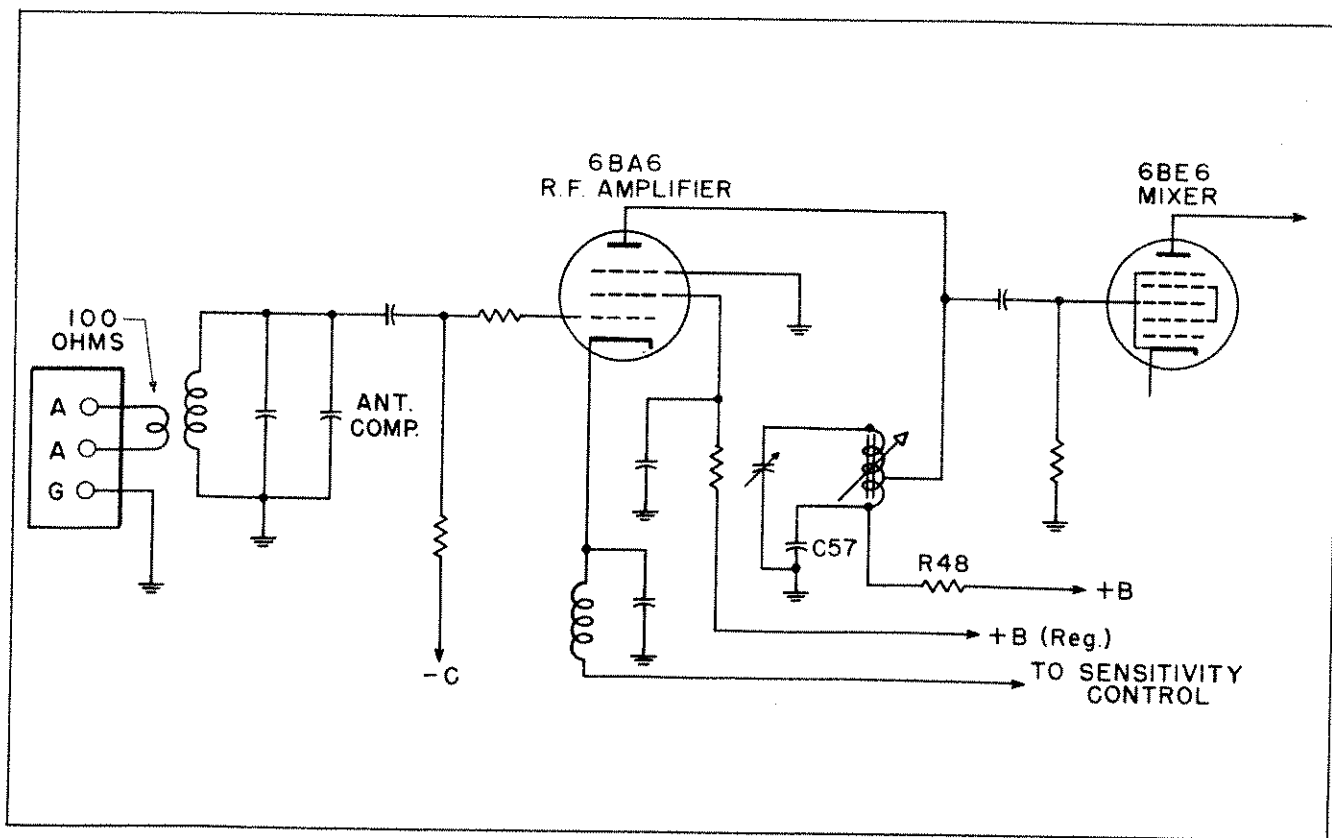 6BA6
R.F. AMPLIFIER
6BE6
MIXER
100
OHMS
A
A
G
ANT.
COMP.
C57
R48
+B
+B (Reg.)
-C
TO SENSITIVITY
CONTROL